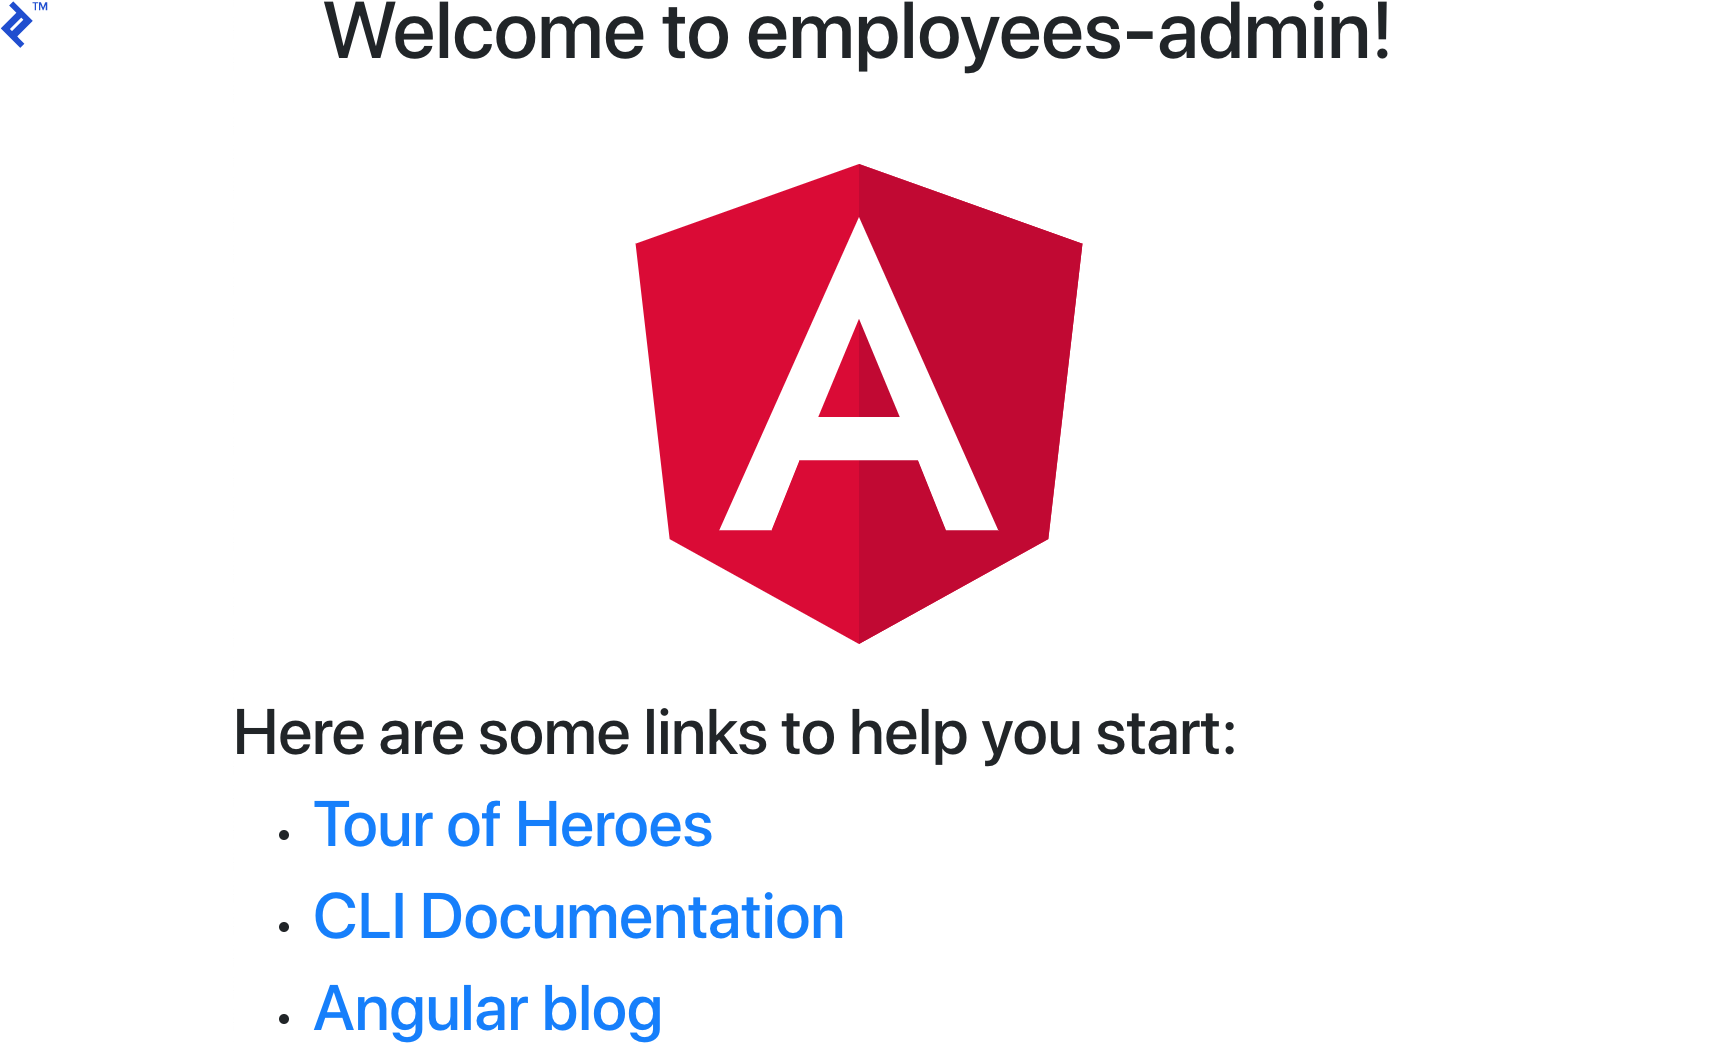 TM
Welcome to employees-admin!
A
Here are some links to help you start:
Tour of Heroes
CLI Documentation
Angular blog